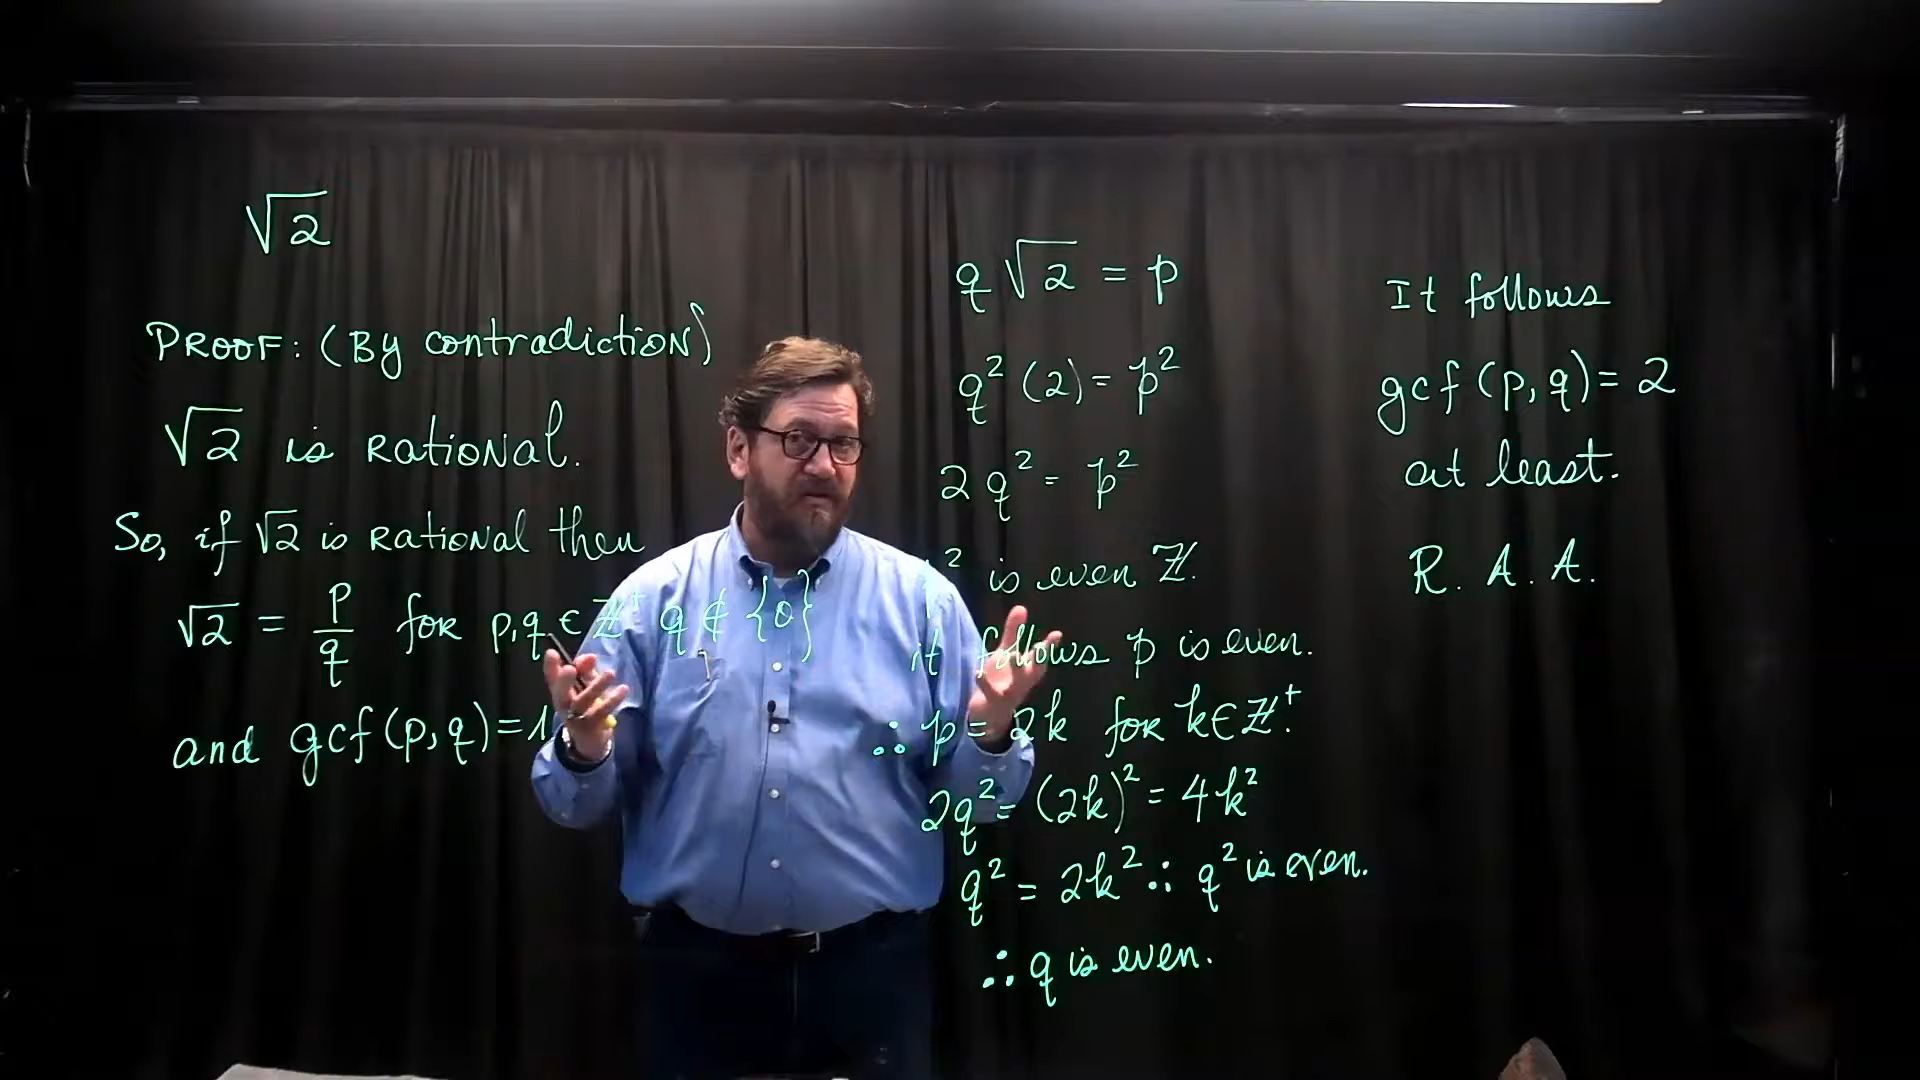 √2
PROOF: (By contradiction)
√2 is Rational.
So, if √2 is Rational then
√2 = p/q for p,q ∈ ℤ⁺ q ∉ {0}
and gcf(p,q)=1
q√2 = p
q²(2) = p²
2q² = p²
² is even ℤ.
it follows p is even.
∴ p = 2k for k∈ℤ⁺.
2q² = (2k)² = 4k²
q² = 2k² ∴ q² is even.
∴ q is even.
It follows
gcf(p,q) = 2
at least.
R. A. A.